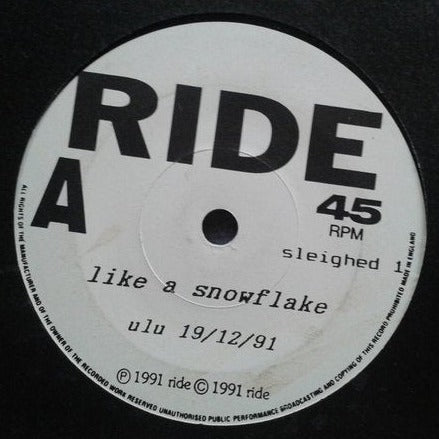 RIDE
A
45
RPM
sleighed 1
like a snowflake
ulu 19/12/91
Ⓟ 1991 ride © 1991 ride
ALL RIGHTS OF THE MANUFACTURER AND OF THE OWNER OF THE RECORDED WORK RESERVED UNAUTHORISED PUBLIC PERFORMANCE BROADCASTING AND COPYING OF THIS RECORD PROHIBITED MADE IN ENGLAND